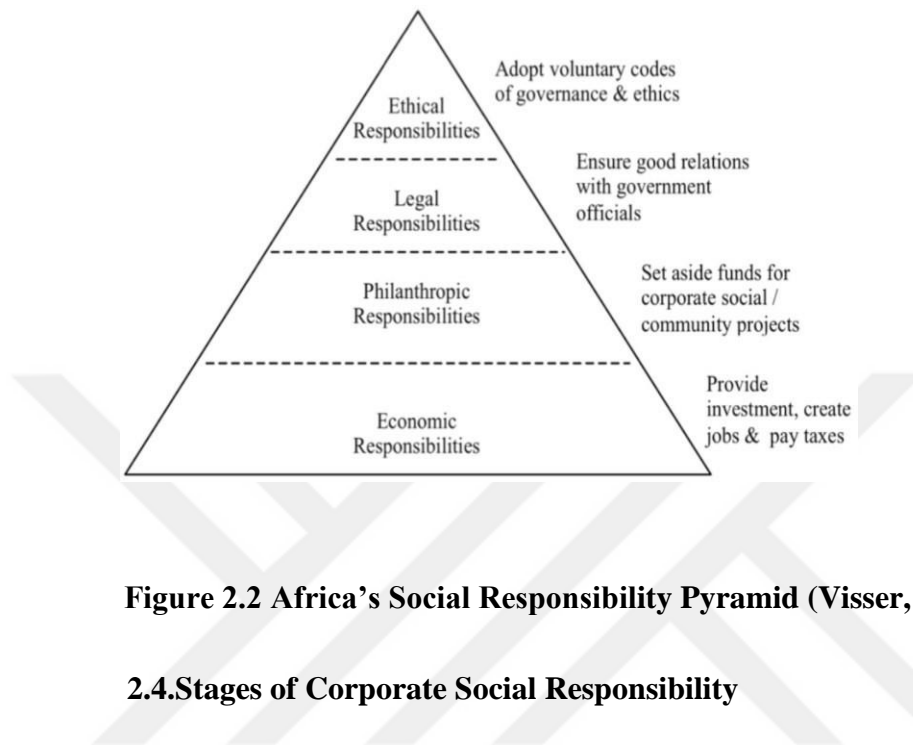 Adopt voluntary codes
of governance & ethics
Ethical
Responsibilities
Ensure good relations
with government
officials
Legal
Responsibilities
Set aside funds for
corporate social /
community projects
Philanthropic
Responsibilities
Provide
investment, create
jobs & pay taxes
Economic
Responsibilities
Figure 2.2 Africa’s Social Responsibility Pyramid (Visser,
2.4.Stages of Corporate Social Responsibility